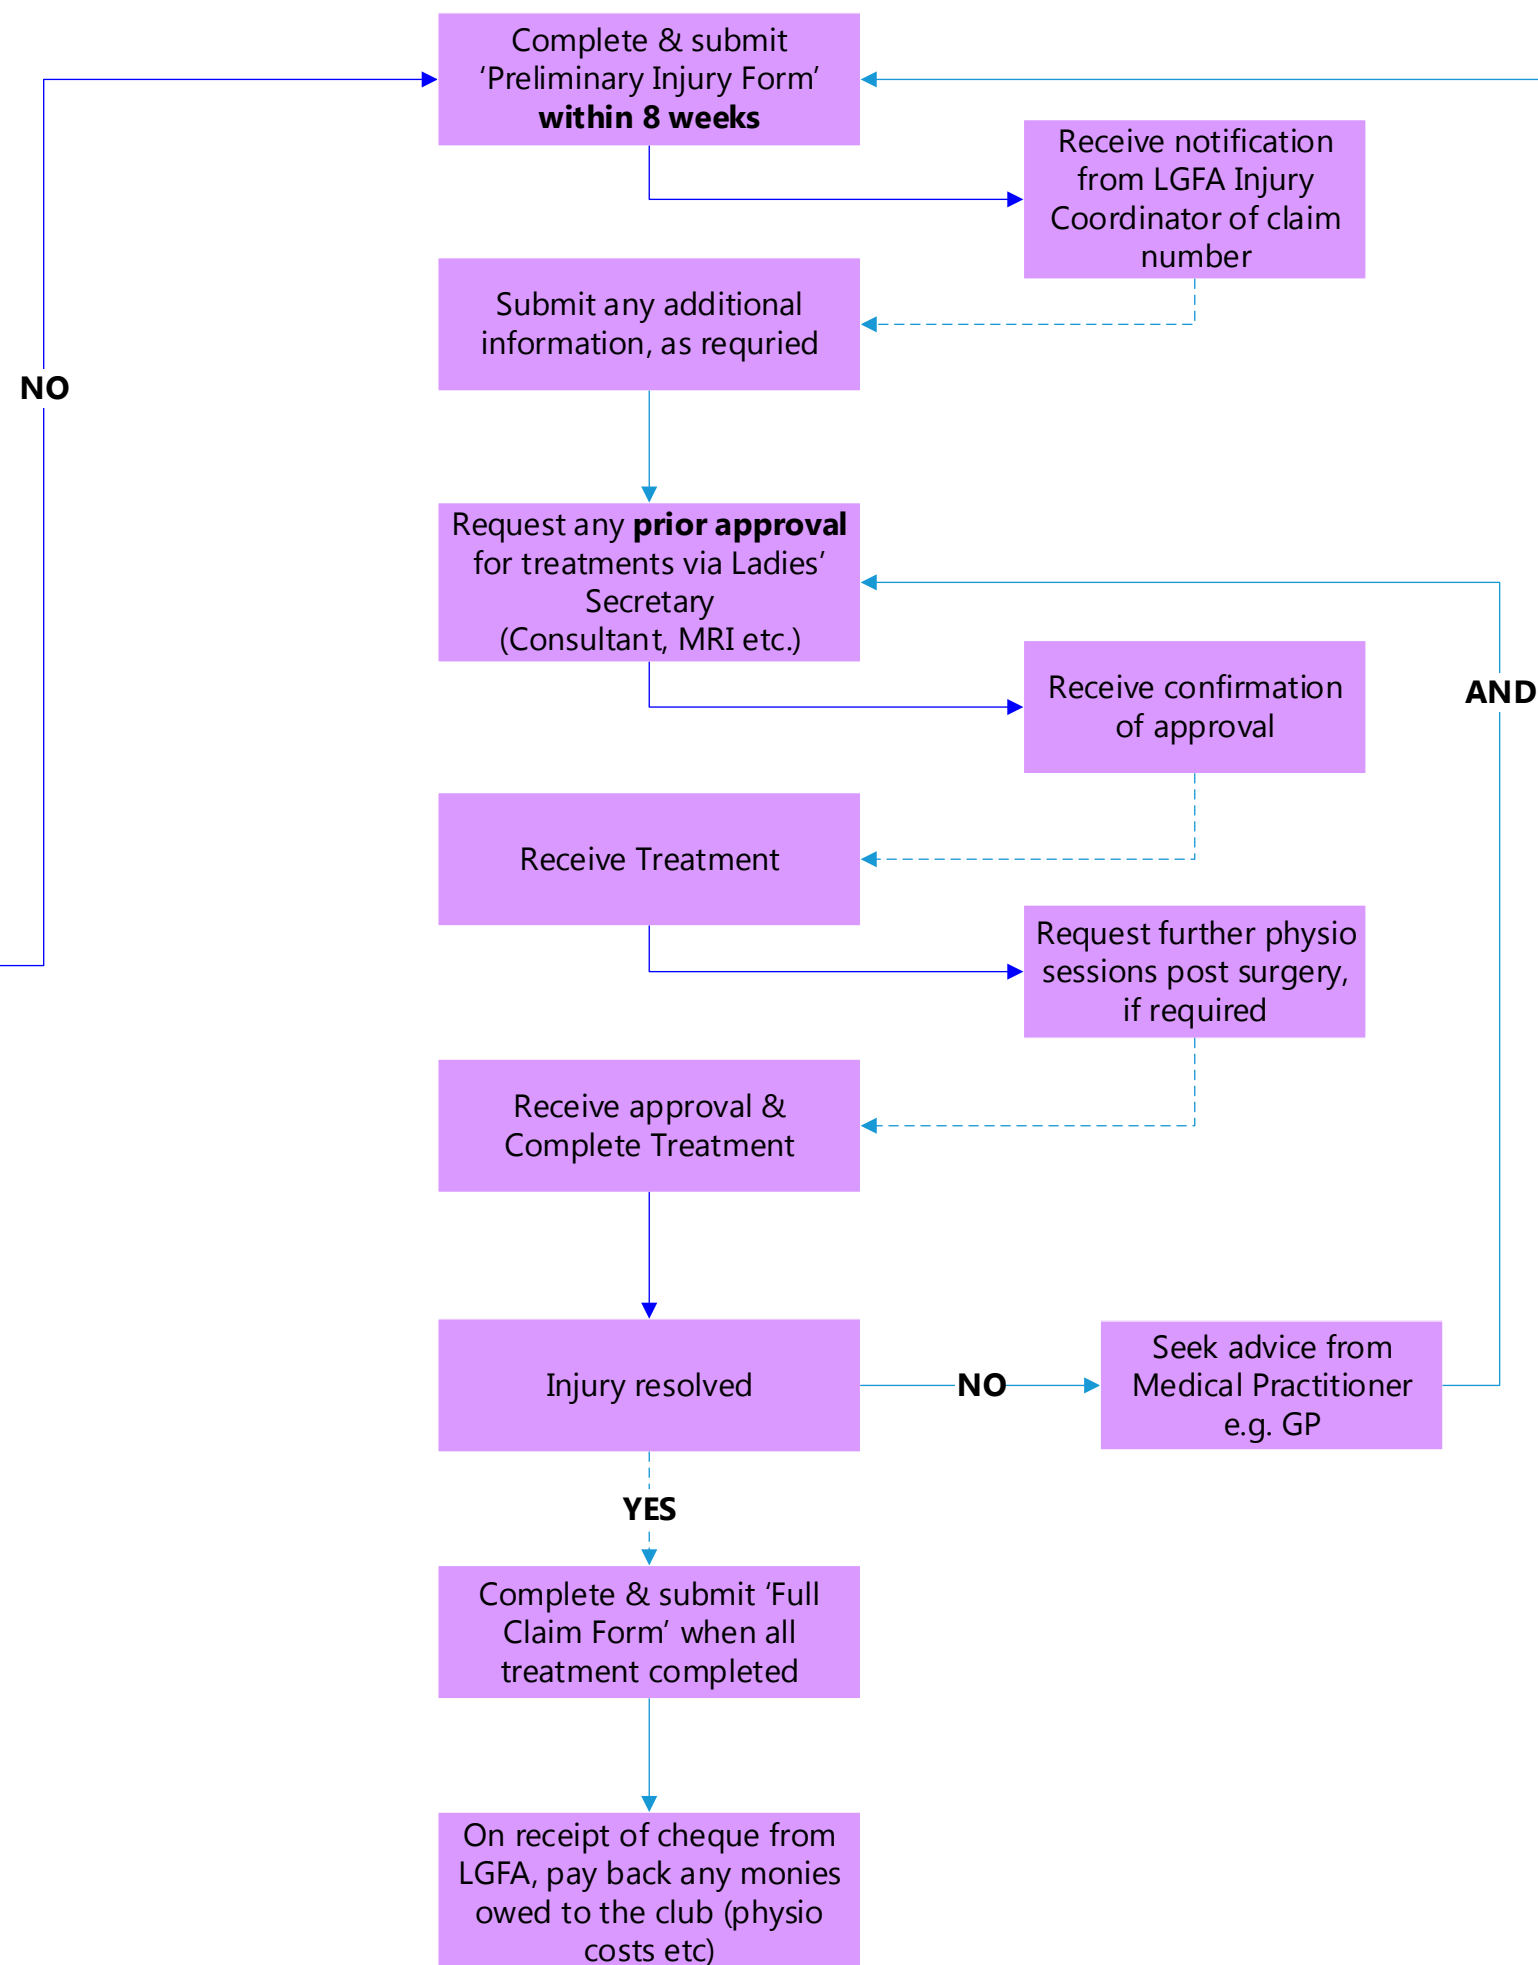 Complete & submit
‘Preliminary Injury Form’
within 8 weeks
Receive notification
from LGFA Injury
Coordinator of claim
number
Submit any additional
information, as requried
NO
Request any prior approval
for treatments via Ladies’
Secretary
(Consultant, MRI etc.)
Receive confirmation
of approval
AND
Receive Treatment
Request further physio
sessions post surgery,
if required
Receive approval &
Complete Treatment
Injury resolved
NO
Seek advice from
Medical Practitioner
e.g. GP
YES
Complete & submit ‘Full
Claim Form’ when all
treatment completed
On receipt of cheque from
LGFA, pay back any monies
owed to the club (physio
costs etc)